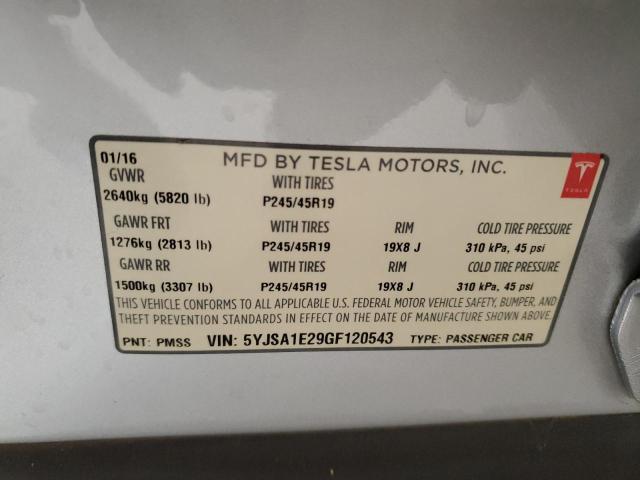 01/16 MFD BY TESLA MOTORS, INC.
GVWR WITH TIRES
2640kg (5820 lb) P245/45R19
TESLA
GAWR FRT WITH TIRES RIM COLD TIRE PRESSURE
1276kg (2813 lb) P245/45R19 19X8 J 310 kPa, 45 psi
GAWR RR WITH TIRES RIM COLD TIRE PRESSURE
1500kg (3307 lb) P245/45R19 19X8 J 310 kPa, 45 psi
THIS VEHICLE CONFORMS TO ALL APPLICABLE U.S. FEDERAL MOTOR VEHICLE SAFETY, BUMPER, AND
THEFT PREVENTION STANDARDS IN EFFECT ON THE DATE OF MANUFACTURE SHOWN ABOVE.
PNT: PMSS VIN: 5YJSA1E29GF120543 TYPE: PASSENGER CAR